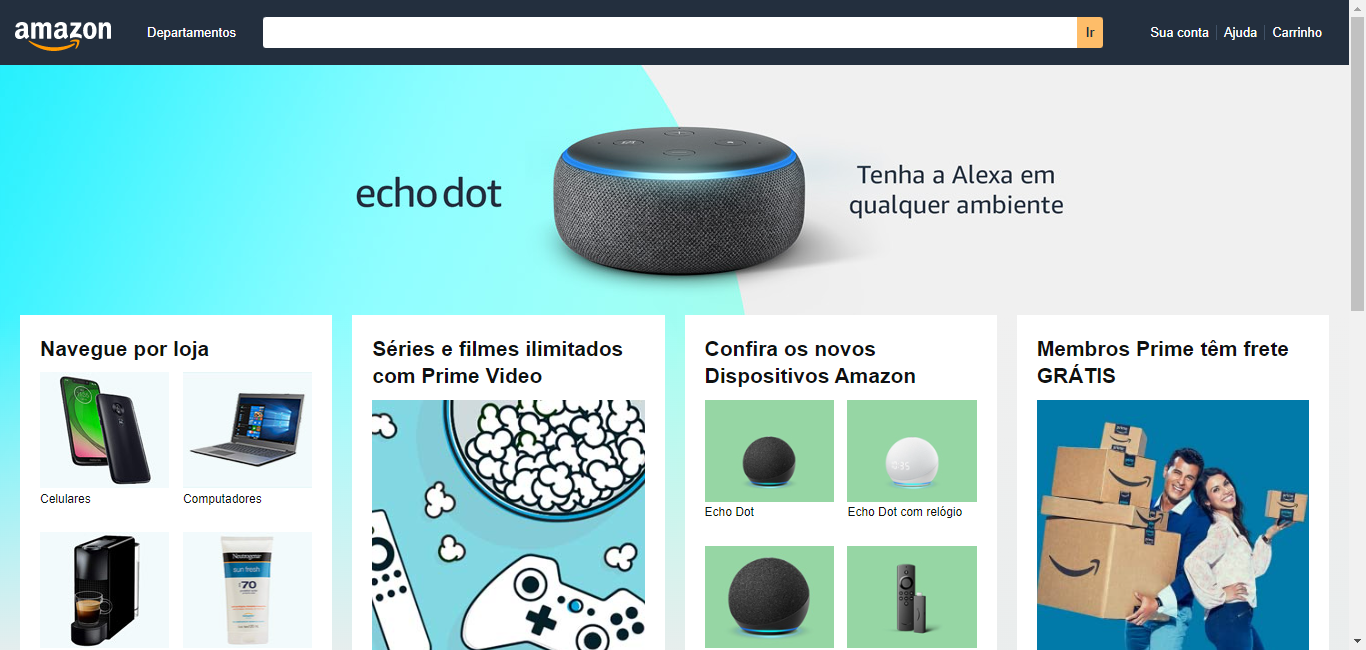 amazon
Departamentos
Ir
Sua conta
Ajuda
Carrinho
echo dot
Tenha a Alexa em
qualquer ambiente
Navegue por loja
Celulares
Computadores
Neutrogena
sun fresh
70
Séries e filmes ilimitados
com Prime Video
Confira os novos
Dispositivos Amazon
Echo Dot
Echo Dot com relógio
Membros Prime têm frete
GRÁTIS